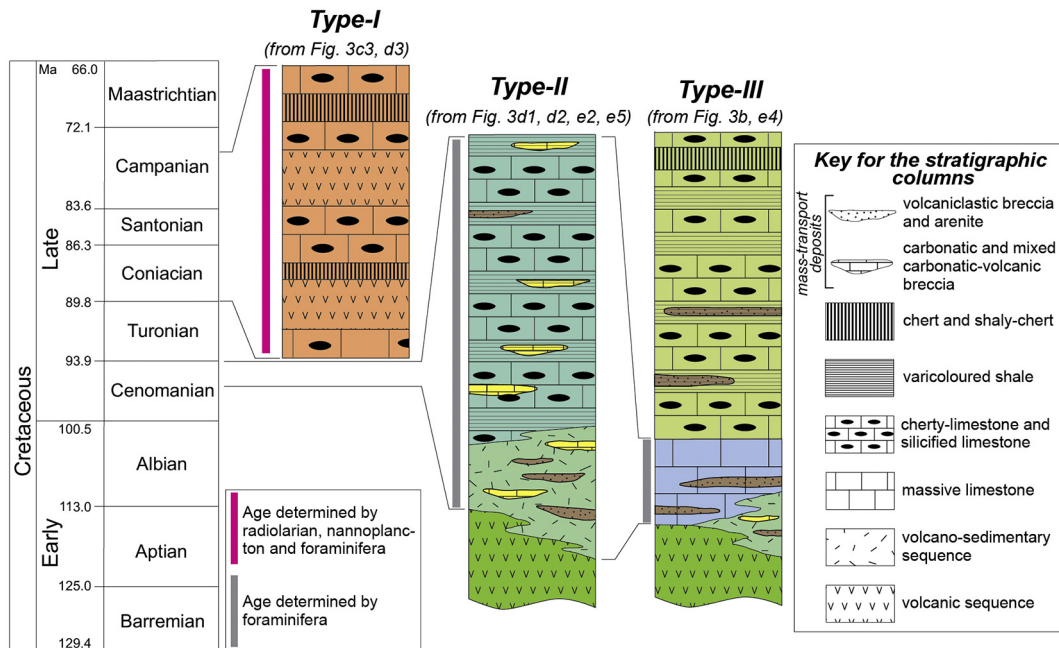 Type-I
(from Fig. 3c3, d3)
Type-II
(from Fig. 3d1, d2, e2, e5)
Type-III
(from Fig. 3b, e4)
Ma 66.0
Maastrichtian
72.1
Campanian
83.6
Santonian
86.3
Coniacian
89.8
Turonian
93.9
Cenomanian
100.5
Albian
113.0
Aptian
125.0
Barremian
129.4
Late
Early
Cretaceous
Age determined by
radiolarian, nannoplanc-
ton and foraminifera
Age determined by
foraminifera
Key for the stratigraphic
columns
mass-transport
deposits
volcaniclastic breccia
and arenite
carbonatic and mixed
carbonatic-volcanic
breccia
chert and shaly-chert
varicoloured shale
cherty-limestone and
silicified limestone
massive limestone
volcano-sedimentary
sequence
volcanic sequence